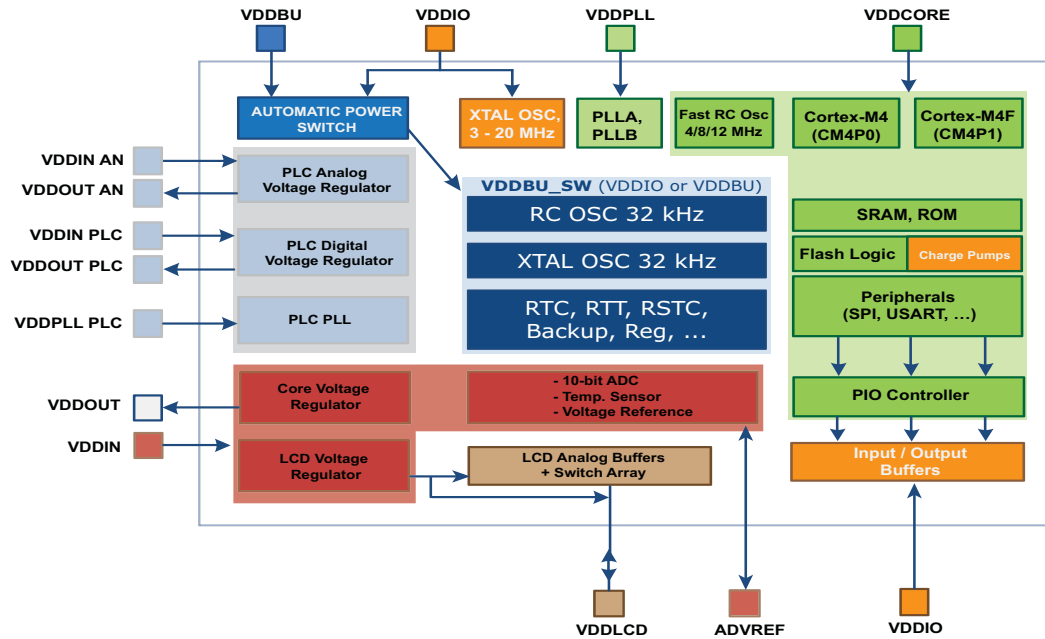 VDDBU
VDDIO
VDDPLL
VDDCORE
AUTOMATIC POWER
SWITCH
XTAL OSC,
3 - 20 MHz
PLLA,
PLLB
Fast RC Osc
4/8/12 MHz
Cortex-M4
(CM4P0)
Cortex-M4F
(CM4P1)
VDDIN AN
VDDOUT AN
PLC Analog
Voltage Regulator
VDDBU_SW (VDDIO or VDDBU)
RC OSC 32 kHz
SRAM, ROM
VDDIN PLC
VDDOUT PLC
PLC Digital
Voltage Regulator
XTAL OSC 32 kHz
Flash Logic
Charge Pumps
VDDPLL PLC
PLC PLL
RTC, RTT, RSTC,
Backup, Reg, ...
Peripherals
(SPI, USART, ...)
VDDOUT
Core Voltage
Regulator
- 10-bit ADC
- Temp. Sensor
- Voltage Reference
PIO Controller
VDDIN
LCD Voltage
Regulator
LCD Analog Buffers
+ Switch Array
Input / Output
Buffers
VDDLCD
ADVREF
VDDIO